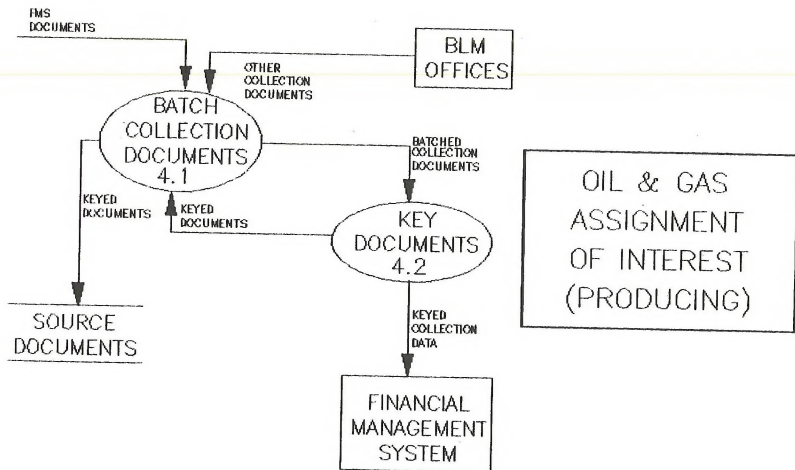 FMS
DOCUMENTS
BLM
OFFICES
OTHER
COLLECTION
DOCUMENTS
BATCH
COLLECTION
DOCUMENTS
4.1
BATCHED
COLLECTION
DOCUMENTS
KEYED
DOCUMENTS
KEYED
DOCUMENTS
KEY
DOCUMENTS
4.2
OIL & GAS
ASSIGNMENT
OF INTEREST
(PRODUCING)
SOURCE
DOCUMENTS
KEYED
COLLECTION
DATA
FINANCIAL
MANAGEMENT
SYSTEM